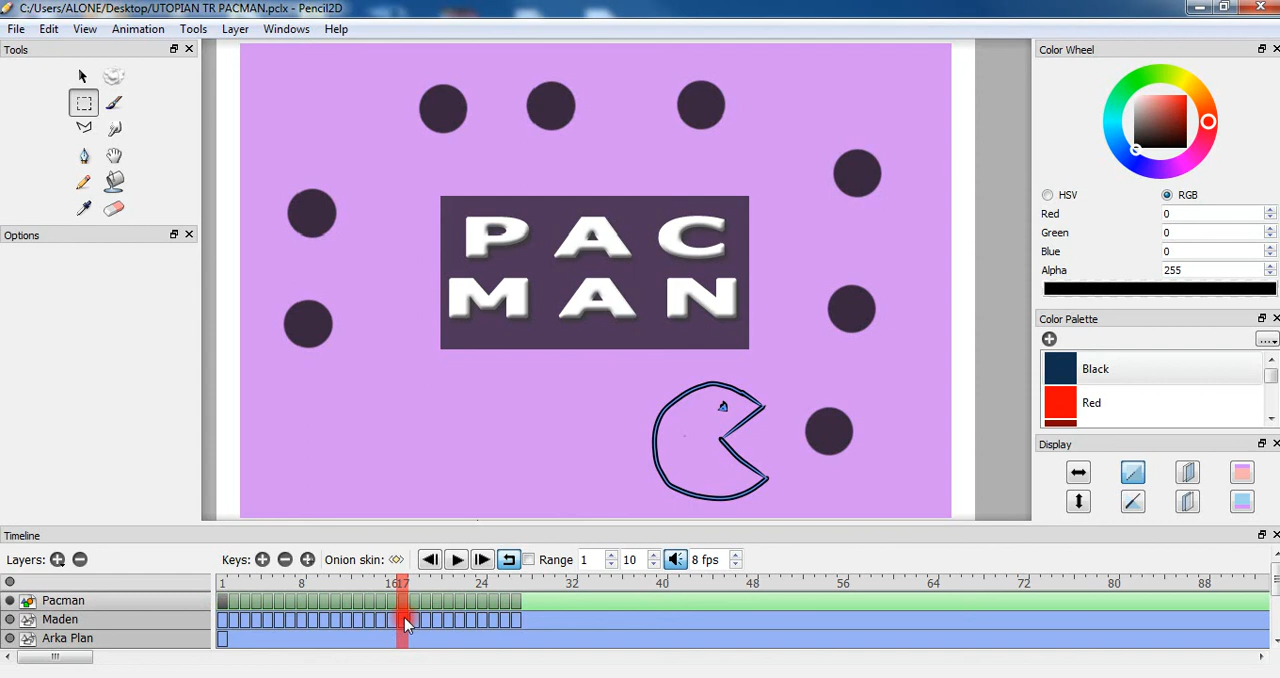 C:/Users/ALONE/Desktop/UTOPIAN TR PACMAN.pclx - Pencil2D
File Edit View Animation Tools Layer Windows Help
Tools
Options
PAC
MAN
Color Wheel
HSV RGB
Red 0
Green 0
Blue 0
Alpha 255
Color Palette
Black
Red
Display
Timeline
Layers: Keys: Onion skin: Range 1 10 8 fps
1 8 16 17 24 32 40 48 56 64 72 80 88
Pacman
Maden
Arka Plan